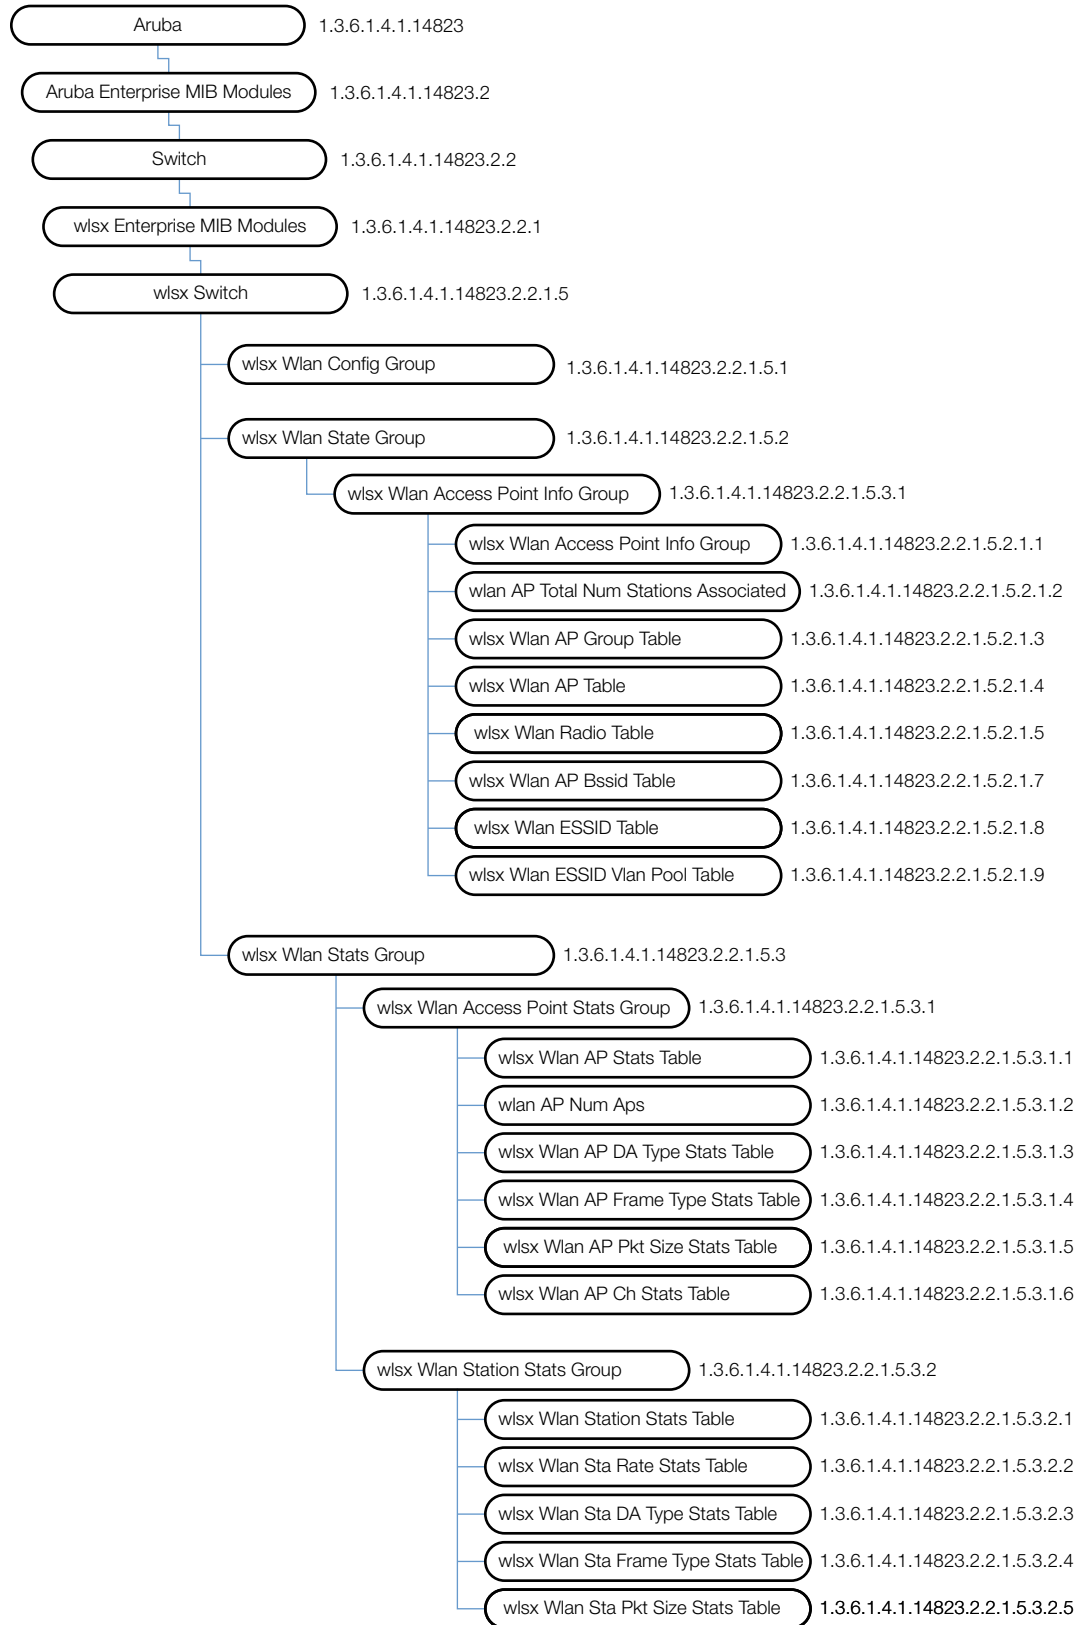 Aruba 1.3.6.1.4.1.14823
Aruba Enterprise MIB Modules 1.3.6.1.4.1.14823.2
Switch 1.3.6.1.4.1.14823.2.2
wlsx Enterprise MIB Modules 1.3.6.1.4.1.14823.2.2.1
wlsx Switch 1.3.6.1.4.1.14823.2.2.1.5
wlsx Wlan Config Group 1.3.6.1.4.1.14823.2.2.1.5.1
wlsx Wlan State Group 1.3.6.1.4.1.14823.2.2.1.5.2
wlsx Wlan Access Point Info Group 1.3.6.1.4.1.14823.2.2.1.5.3.1
wlsx Wlan Access Point Info Group 1.3.6.1.4.1.14823.2.2.1.5.2.1.1
wlan AP Total Num Stations Associated 1.3.6.1.4.1.14823.2.2.1.5.2.1.2
wlsx Wlan AP Group Table 1.3.6.1.4.1.14823.2.2.1.5.2.1.3
wlsx Wlan AP Table 1.3.6.1.4.1.14823.2.2.1.5.2.1.4
wlsx Wlan Radio Table 1.3.6.1.4.1.14823.2.2.1.5.2.1.5
wlsx Wlan AP Bssid Table 1.3.6.1.4.1.14823.2.2.1.5.2.1.7
wlsx Wlan ESSID Table 1.3.6.1.4.1.14823.2.2.1.5.2.1.8
wlsx Wlan ESSID Vlan Pool Table 1.3.6.1.4.1.14823.2.2.1.5.2.1.9
wlsx Wlan Stats Group 1.3.6.1.4.1.14823.2.2.1.5.3
wlsx Wlan Access Point Stats Group 1.3.6.1.4.1.14823.2.2.1.5.3.1
wlsx Wlan AP Stats Table 1.3.6.1.4.1.14823.2.2.1.5.3.1.1
wlan AP Num Aps 1.3.6.1.4.1.14823.2.2.1.5.3.1.2
wlsx Wlan AP DA Type Stats Table 1.3.6.1.4.1.14823.2.2.1.5.3.1.3
wlsx Wlan AP Frame Type Stats Table 1.3.6.1.4.1.14823.2.2.1.5.3.1.4
wlsx Wlan AP Pkt Size Stats Table 1.3.6.1.4.1.14823.2.2.1.5.3.1.5
wlsx Wlan AP Ch Stats Table 1.3.6.1.4.1.14823.2.2.1.5.3.1.6
wlsx Wlan Station Stats Group 1.3.6.1.4.1.14823.2.2.1.5.3.2
wlsx Wlan Station Stats Table 1.3.6.1.4.1.14823.2.2.1.5.3.2.1
wlsx Wlan Sta Rate Stats Table 1.3.6.1.4.1.14823.2.2.1.5.3.2.2
wlsx Wlan Sta DA Type Stats Table 1.3.6.1.4.1.14823.2.2.1.5.3.2.3
wlsx Wlan Sta Frame Type Stats Table 1.3.6.1.4.1.14823.2.2.1.5.3.2.4
wlsx Wlan Sta Pkt Size Stats Table 1.3.6.1.4.1.14823.2.2.1.5.3.2.5